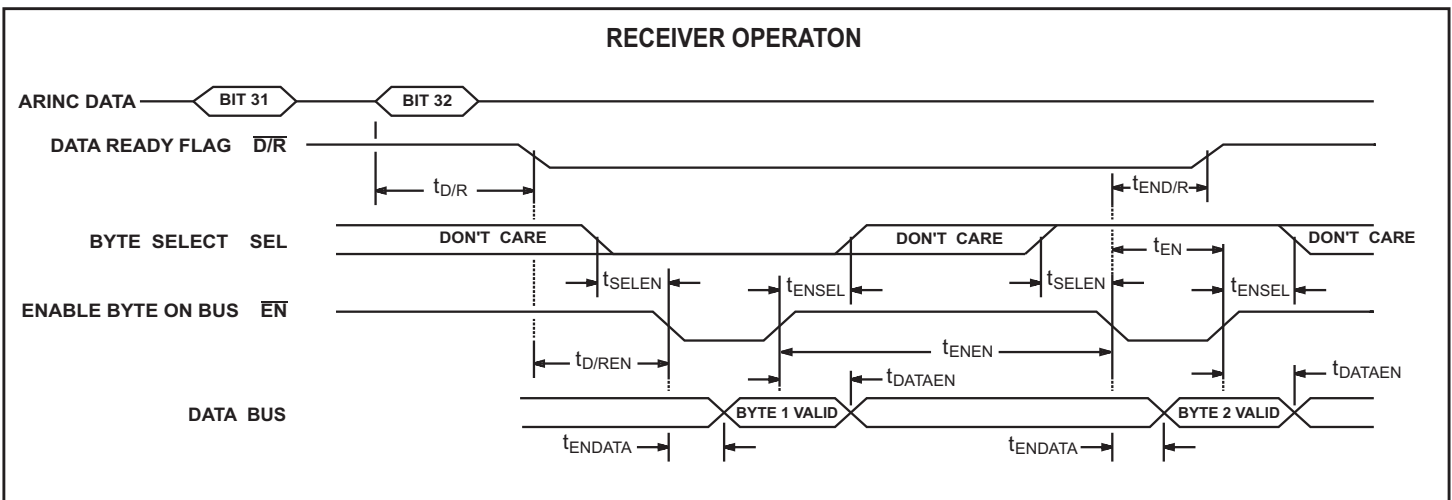 RECEIVER OPERATON
ARINC DATA BIT 31 BIT 32
DATA READY FLAG D/R
tD/R tEND/R
BYTE SELECT SEL DON'T CARE DON'T CARE DON'T CARE
tEN
tSELEN tENSEL tSELEN tENSEL
ENABLE BYTE ON BUS EN
tD/REN tENEN
tDATAEN tDATAEN
DATA BUS BYTE 1 VALID BYTE 2 VALID
tENDATA tENDATA